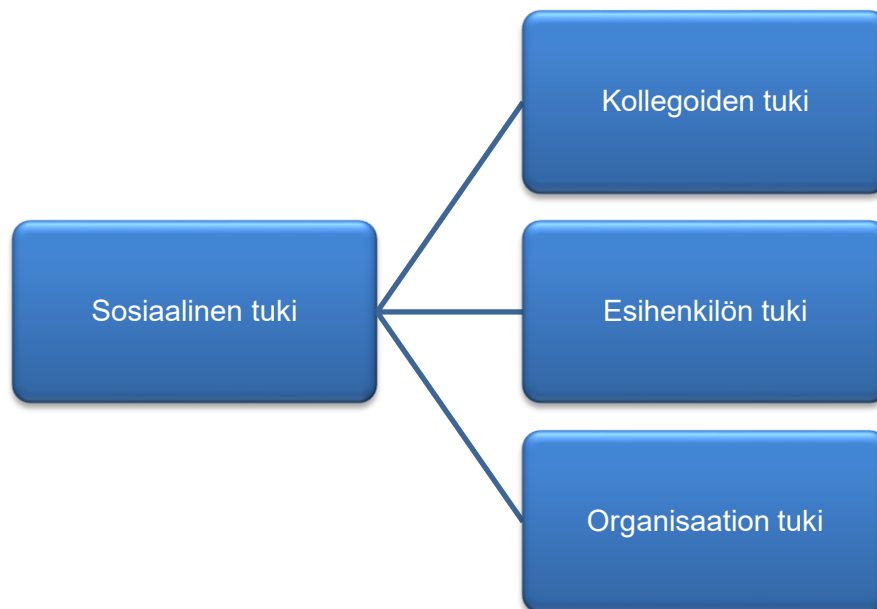 Sosiaalinen tuki
Kollegoiden tuki
Esihenkilön tuki
Organisaation tuki